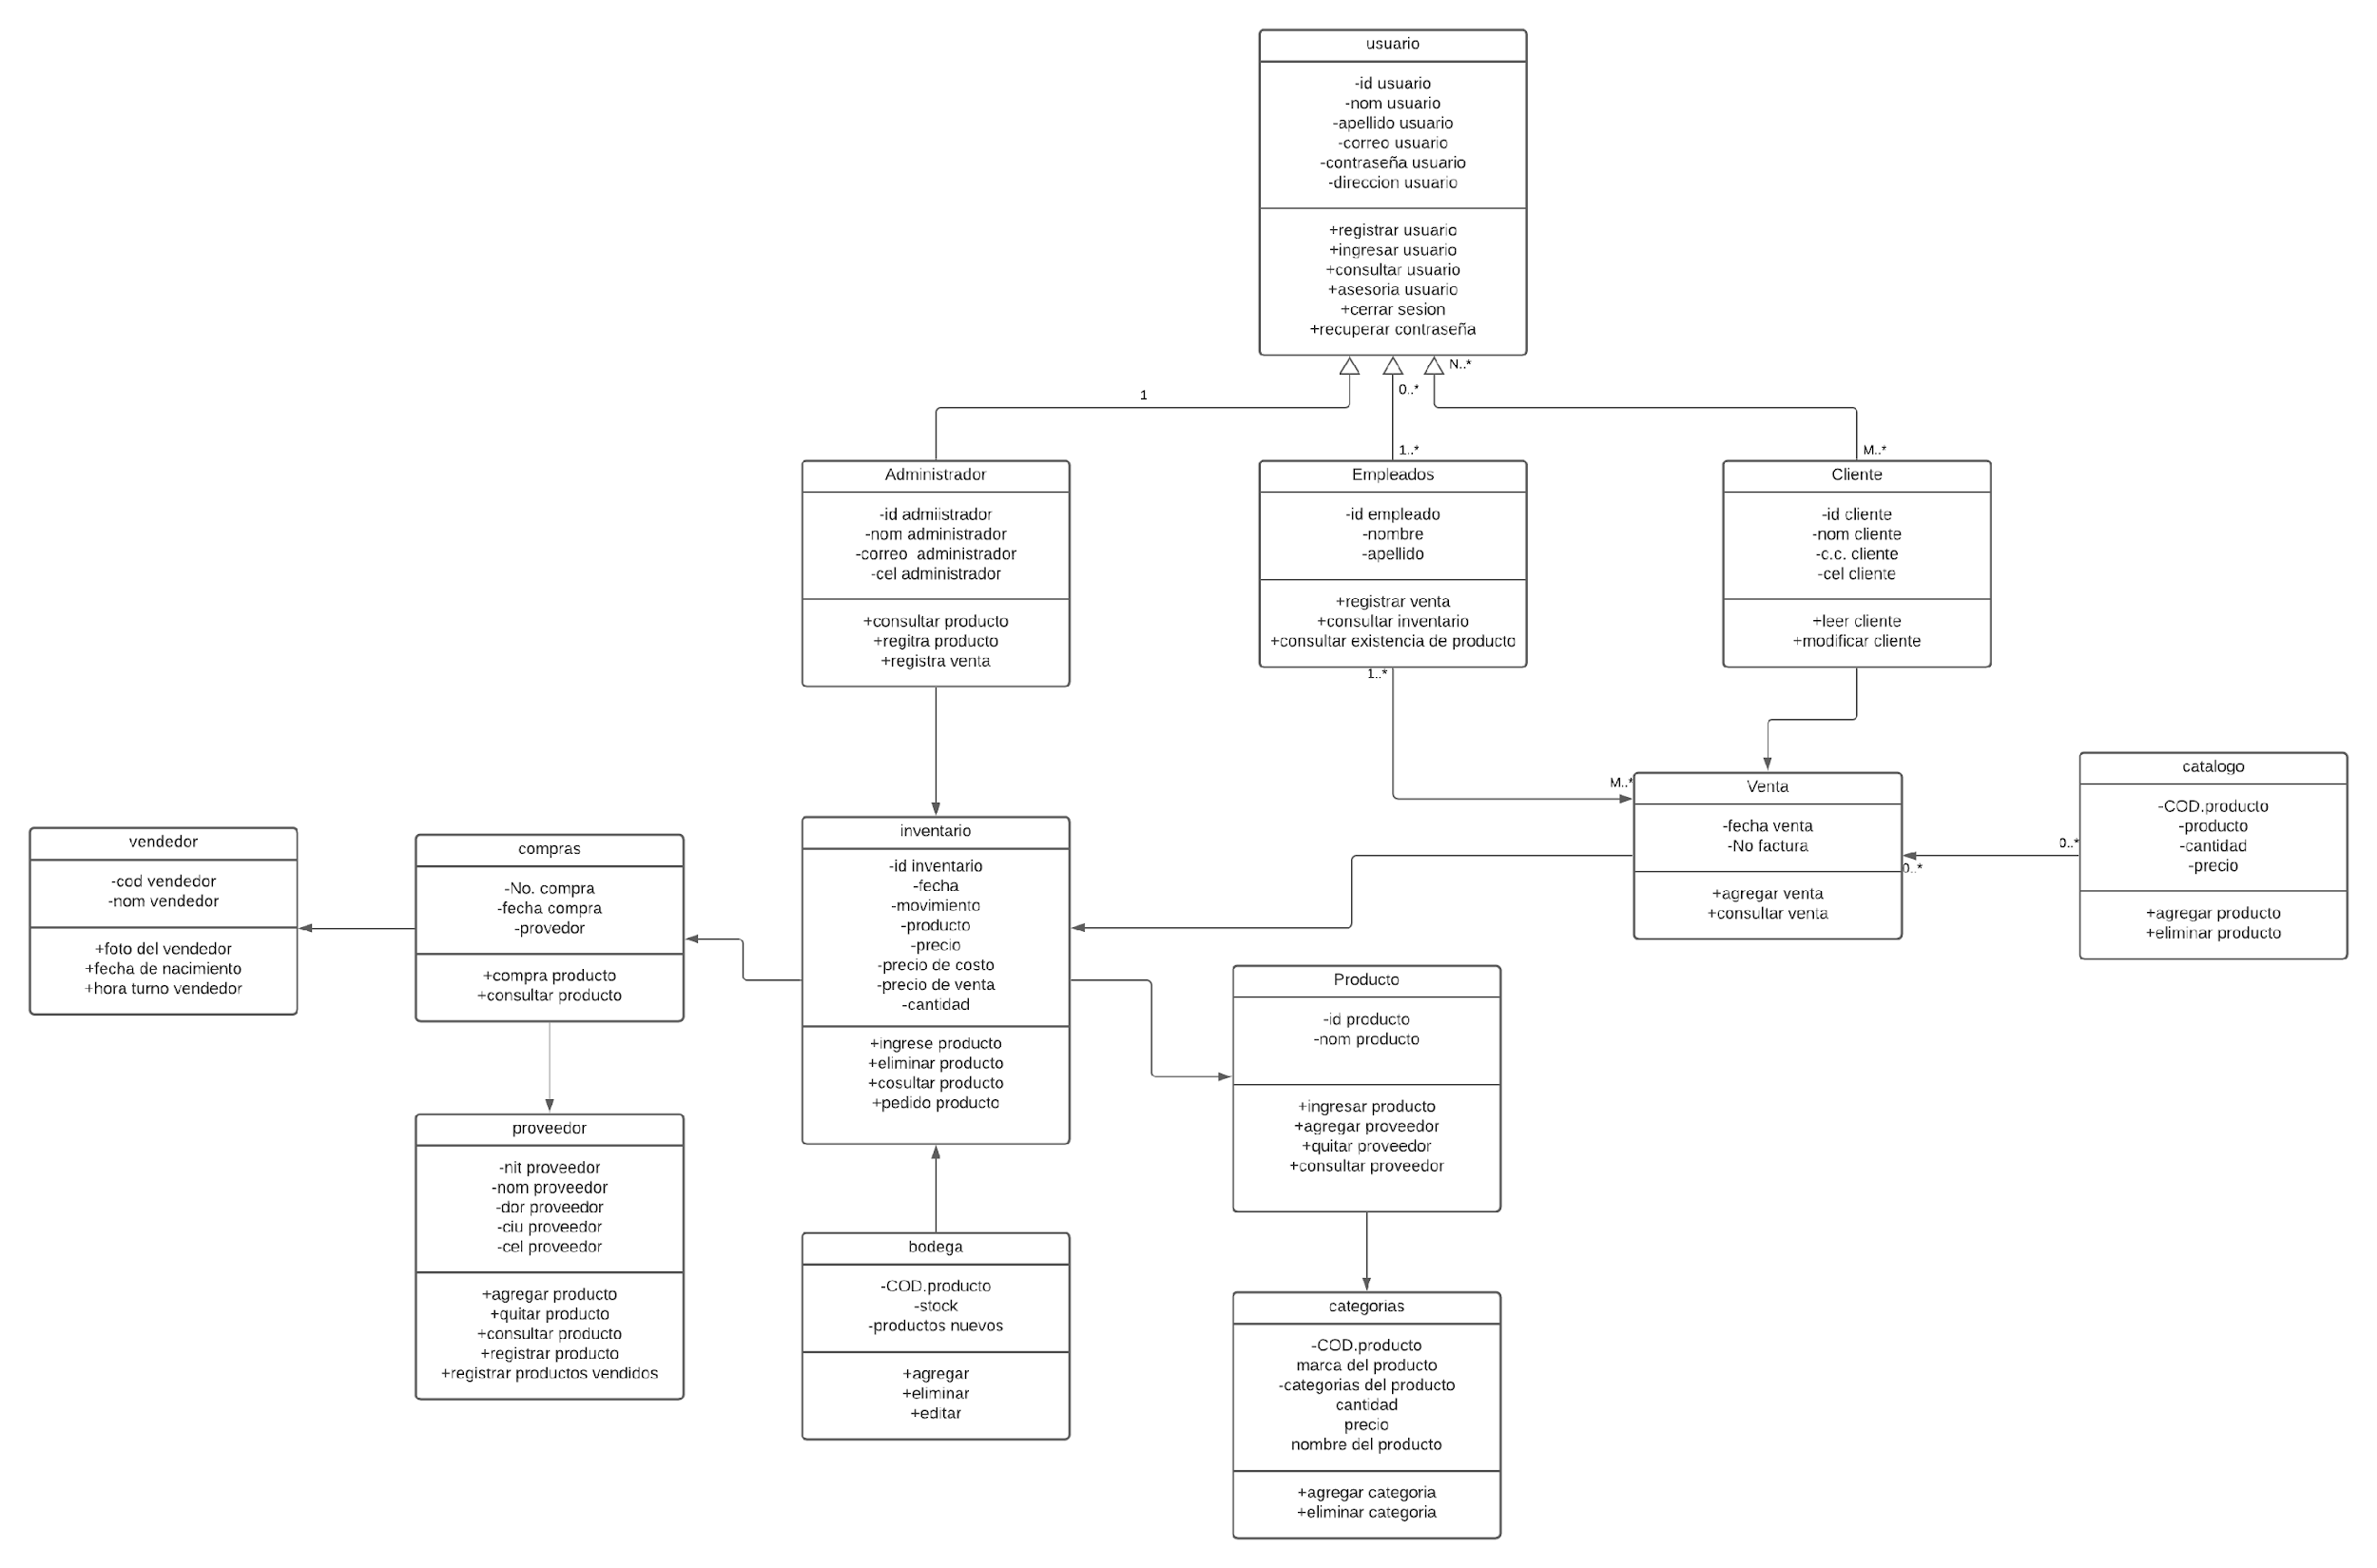 usuario
-id usuario
-nom usuario
-apellido usuario
-correo usuario
-contraseña usuario
-direccion usuario
+registrar usuario
+ingresar usuario
+consultar usuario
+asesoria usuario
+cerrar sesion
+recuperar contraseña
N..*
1
0..*
1..*
M..*
Administrador
-id admiistrador
-nom administrador
-correo  administrador
-cel administrador
+consultar producto
+regitra producto
+registra venta
Empleados
-id empleado
-nombre
-apellido
+registrar venta
+consultar inventario
+consultar existencia de producto
1..*
Cliente
-id cliente
-nom cliente
-c.c. cliente
-cel cliente
+leer cliente
+modificar cliente
M..*
Venta
-fecha venta
-No factura
+agregar venta
+consultar venta
0..*
0..*
catalogo
-COD.producto
-producto
-cantidad
-precio
+agregar producto
+eliminar producto
vendedor
-cod vendedor
-nom vendedor
+foto del vendedor
+fecha de nacimiento
+hora turno vendedor
compras
-No. compra
-fecha compra
-provedor
+compra producto
+consultar producto
inventario
-id inventario
-fecha
-movimiento
-producto
-precio
-precio de costo
-precio de venta
-cantidad
+ingrese producto
+eliminar producto
+cosultar producto
+pedido producto
Producto
-id producto
-nom producto
+ingresar producto
+agregar proveedor
+quitar proveedor
+consultar proveedor
proveedor
-nit proveedor
-nom proveedor
-dor proveedor
-ciu proveedor
-cel proveedor
+agregar producto
+quitar producto
+consultar producto
+registrar producto
+registrar productos vendidos
bodega
-COD.producto
-stock
-productos nuevos
+agregar
+eliminar
+editar
categorias
-COD.producto
marca del producto
-categorias del producto
cantidad
precio
nombre del producto
+agregar categoria
+eliminar categoria